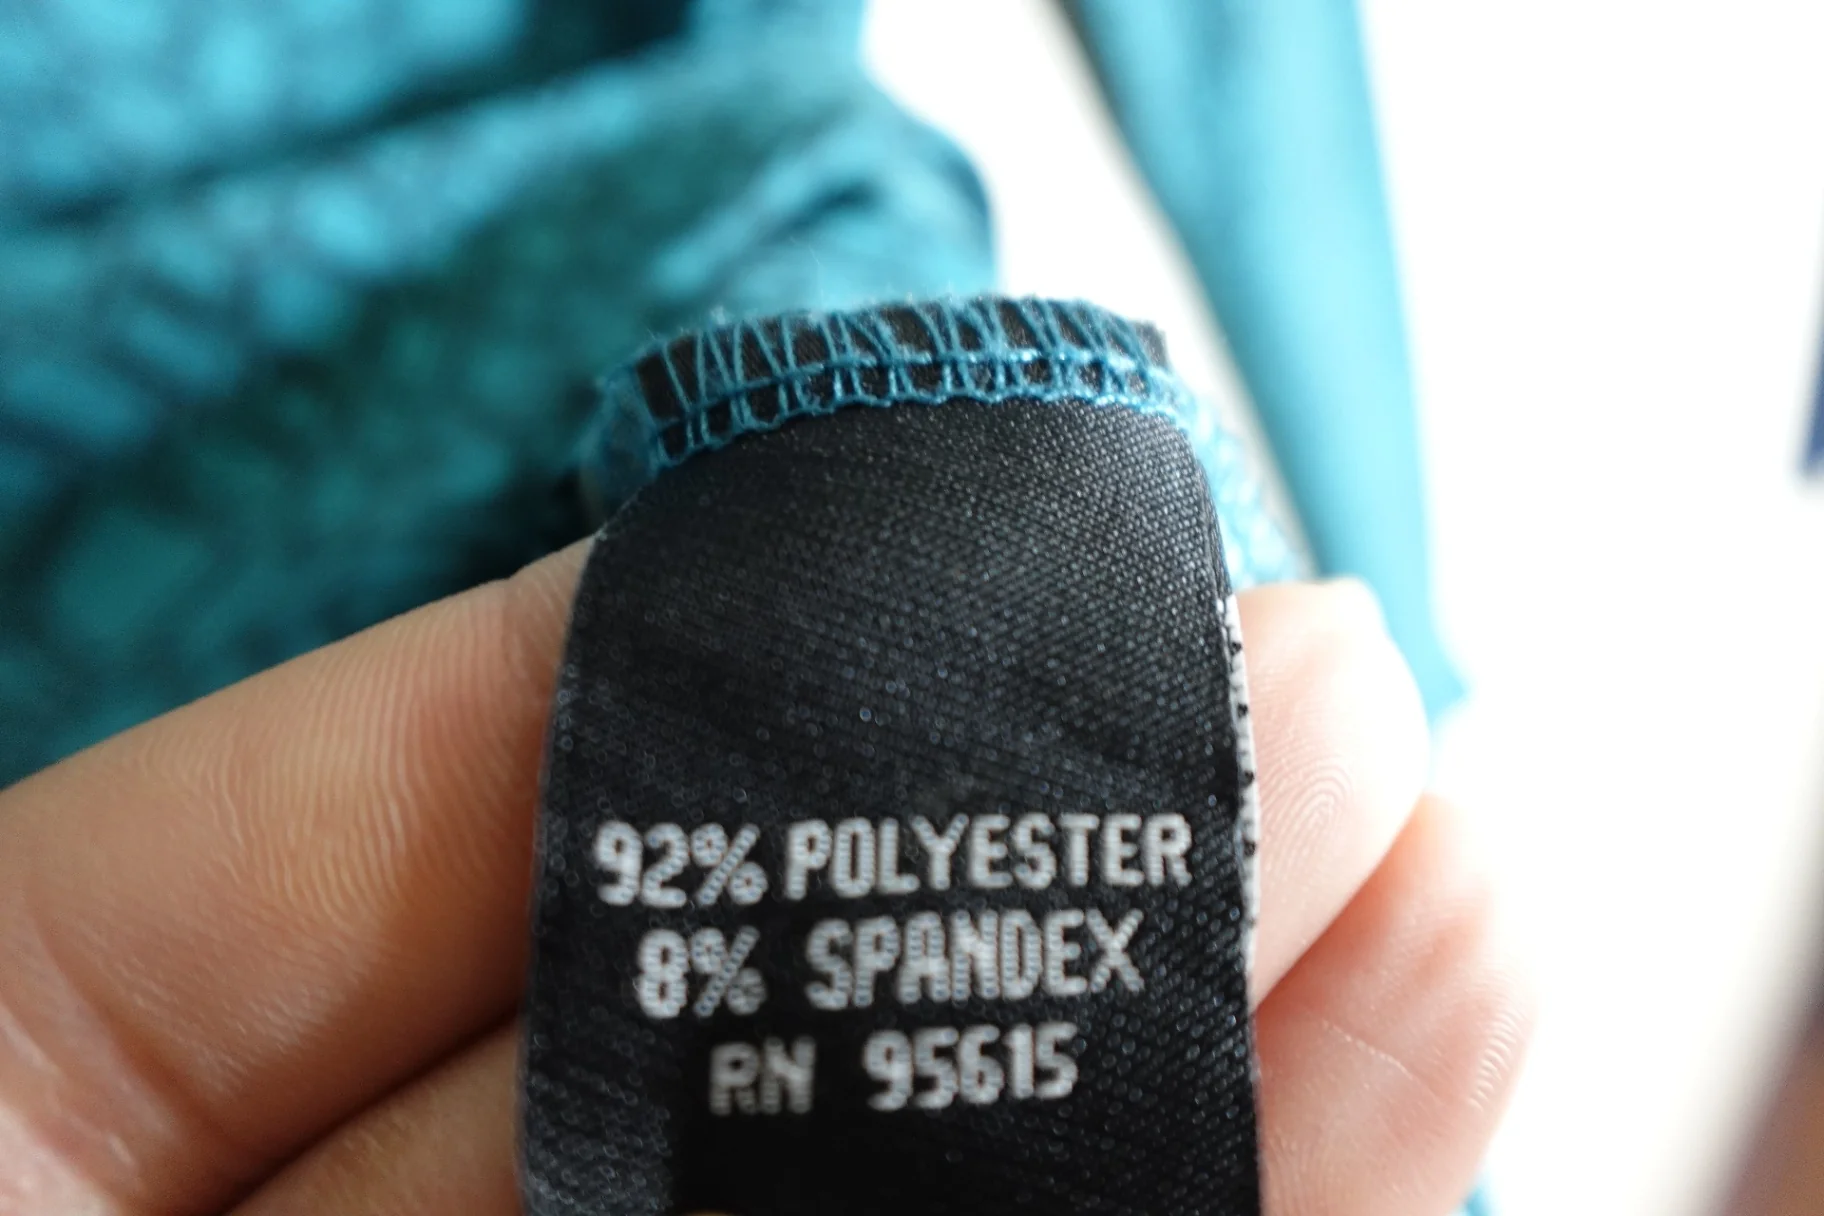 92% POLYESTER
8% SPANDEX
RN 95615